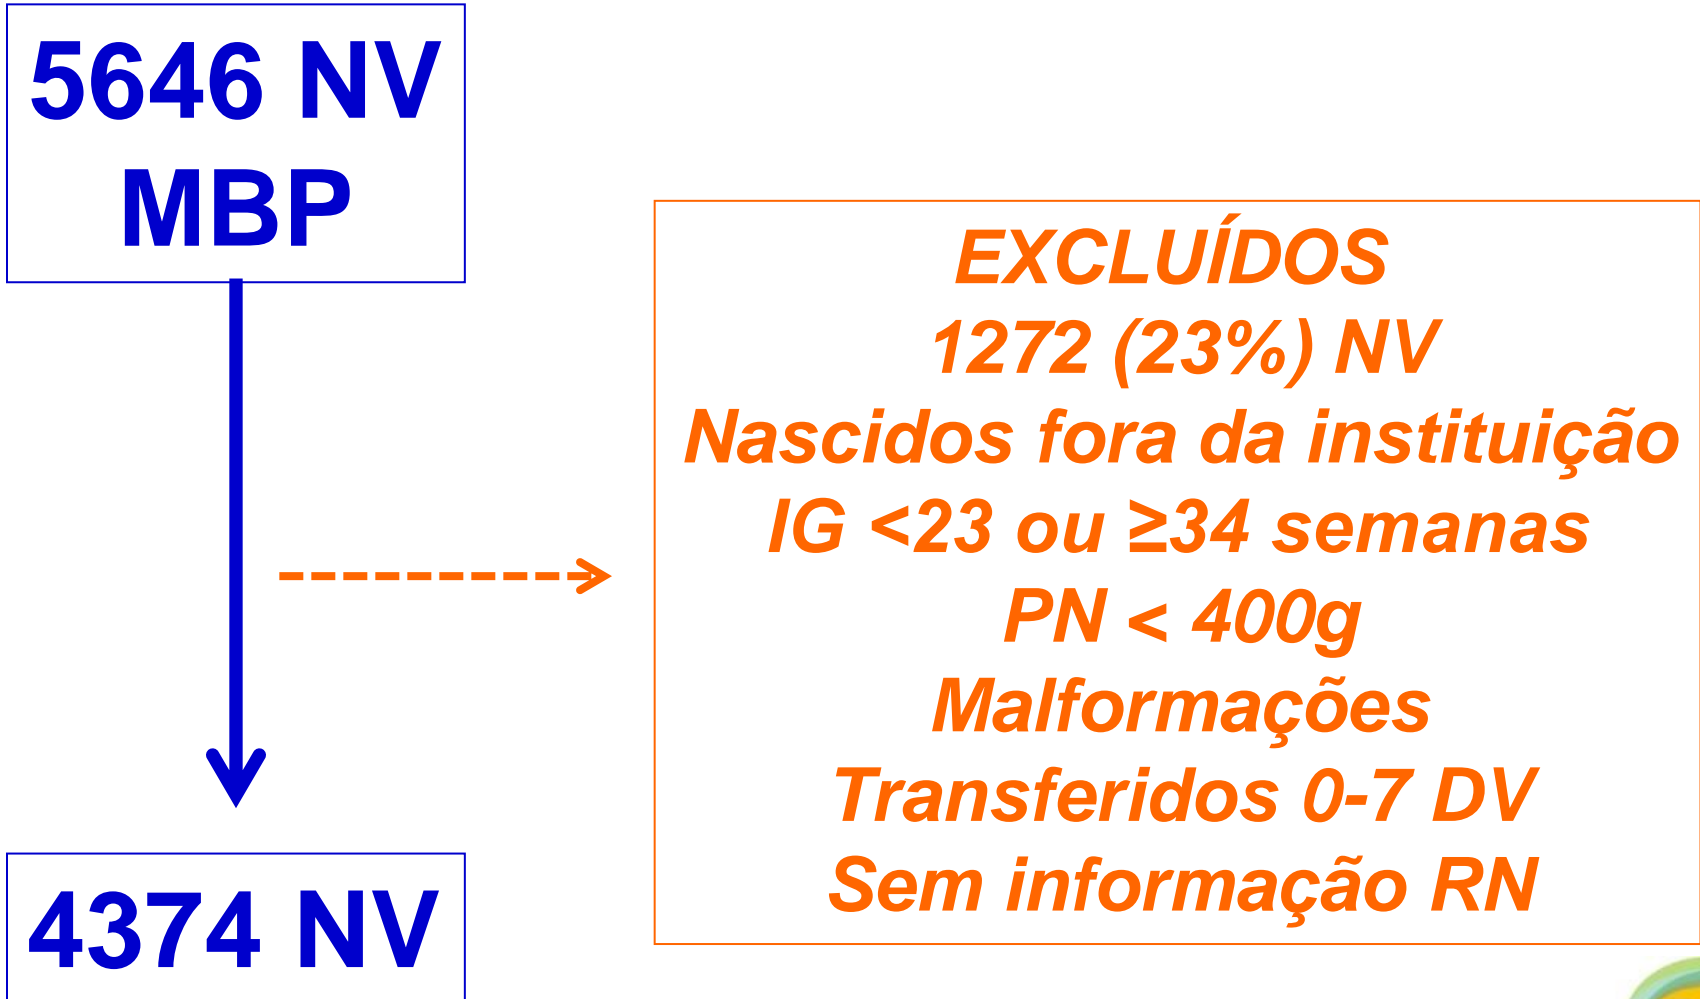 5646 NV
MBP
EXCLUÍDOS
1272 (23%) NV
Nascidos fora da instituição
IG <23 ou ≥34 semanas
PN < 400g
Malformações
Transferidos 0-7 DV
Sem informação RN
4374 NV